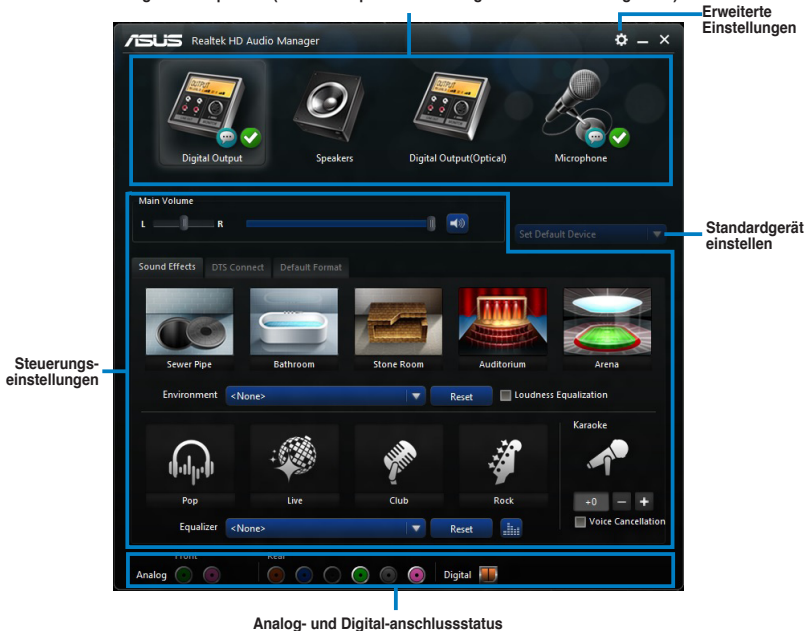 Erweiterte
Einstellungen
ASUS Realtek HD Audio Manager
Digital Output
Speakers
Digital Output(Optical)
Microphone
Main Volume
L
R
Set Default Device
Standardgerät
einstellen
Sound Effects
DTS Connect
Default Format
Steuerungs-
einstellungen
Sewer Pipe
Bathroom
Stone Room
Auditorium
Arena
Environment
<None>
Reset
Loudness Equalization
Karaoke
Pop
Live
Club
Rock
+0
Equalizer
<None>
Reset
Voice Cancellation
Front
Rear
Analog
Digital
Analog- und Digital-anschlussstatus